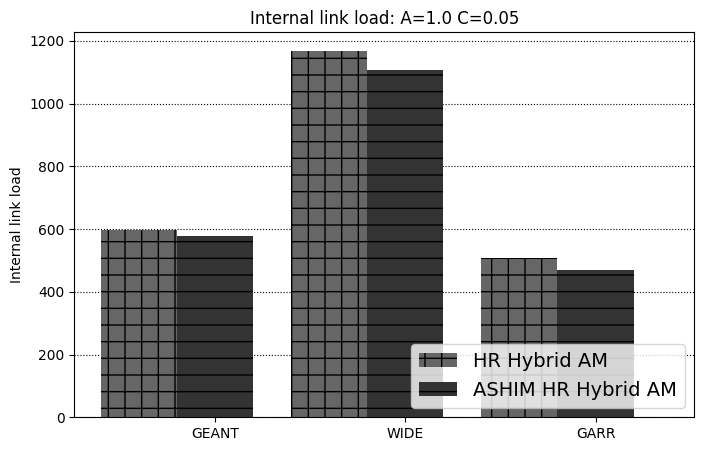 Internal link load: A=1.0 C=0.05
1200
1000
800
600
400
200
0
Internal link load
HR Hybrid AM
ASHIM HR Hybrid AM
GEANT WIDE GARR